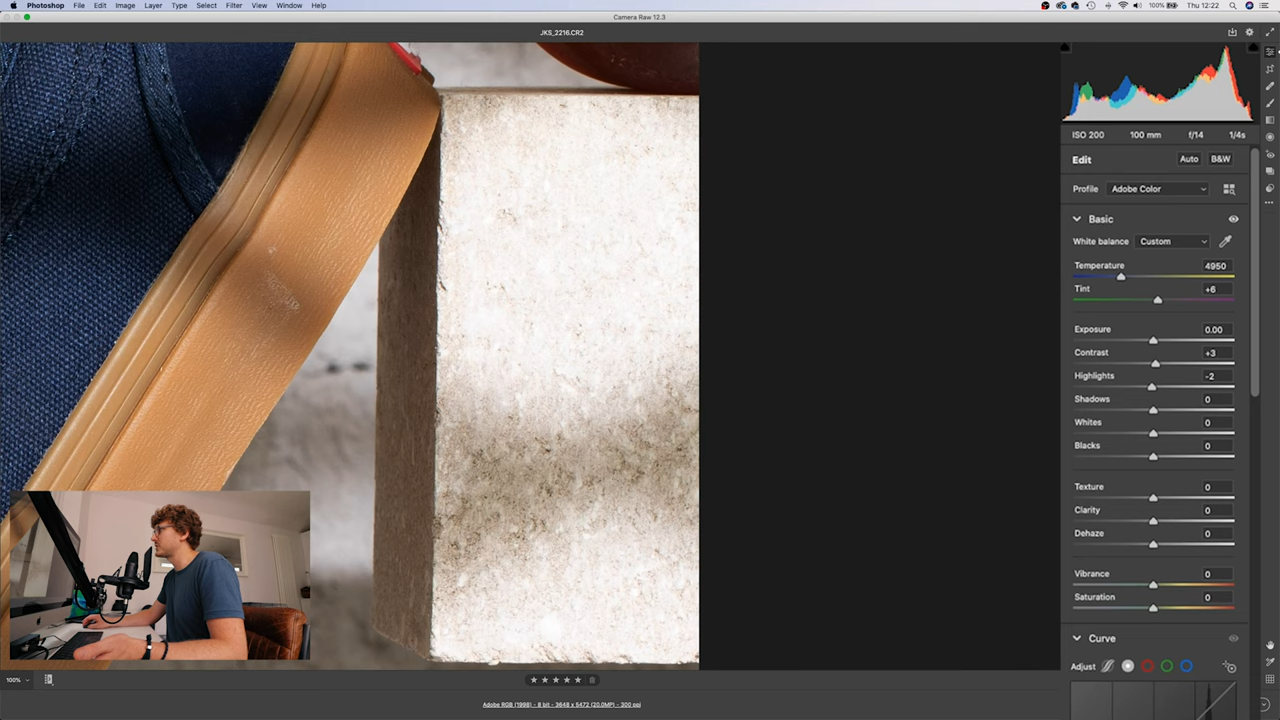 Photoshop File Edit Image Layer Type Select Filter View Window Help
100% Thu 12:22
Camera Raw 12.3
JKS_2216.CR2
ISO 200 100 mm f/14 1/4s
Edit Auto B&W
Profile Adobe Color
Basic
White balance Custom
Temperature 4950
Tint +6
Exposure 0.00
Contrast +3
Highlights -2
Shadows 0
Whites 0
Blacks 0
Texture 0
Clarity 0
Dehaze 0
Vibrance 0
Saturation 0
Curve
Adjust
100%
Adobe RGB (1998) - 8 bit - 3648 x 5472 (20.0MP) - 300 ppi